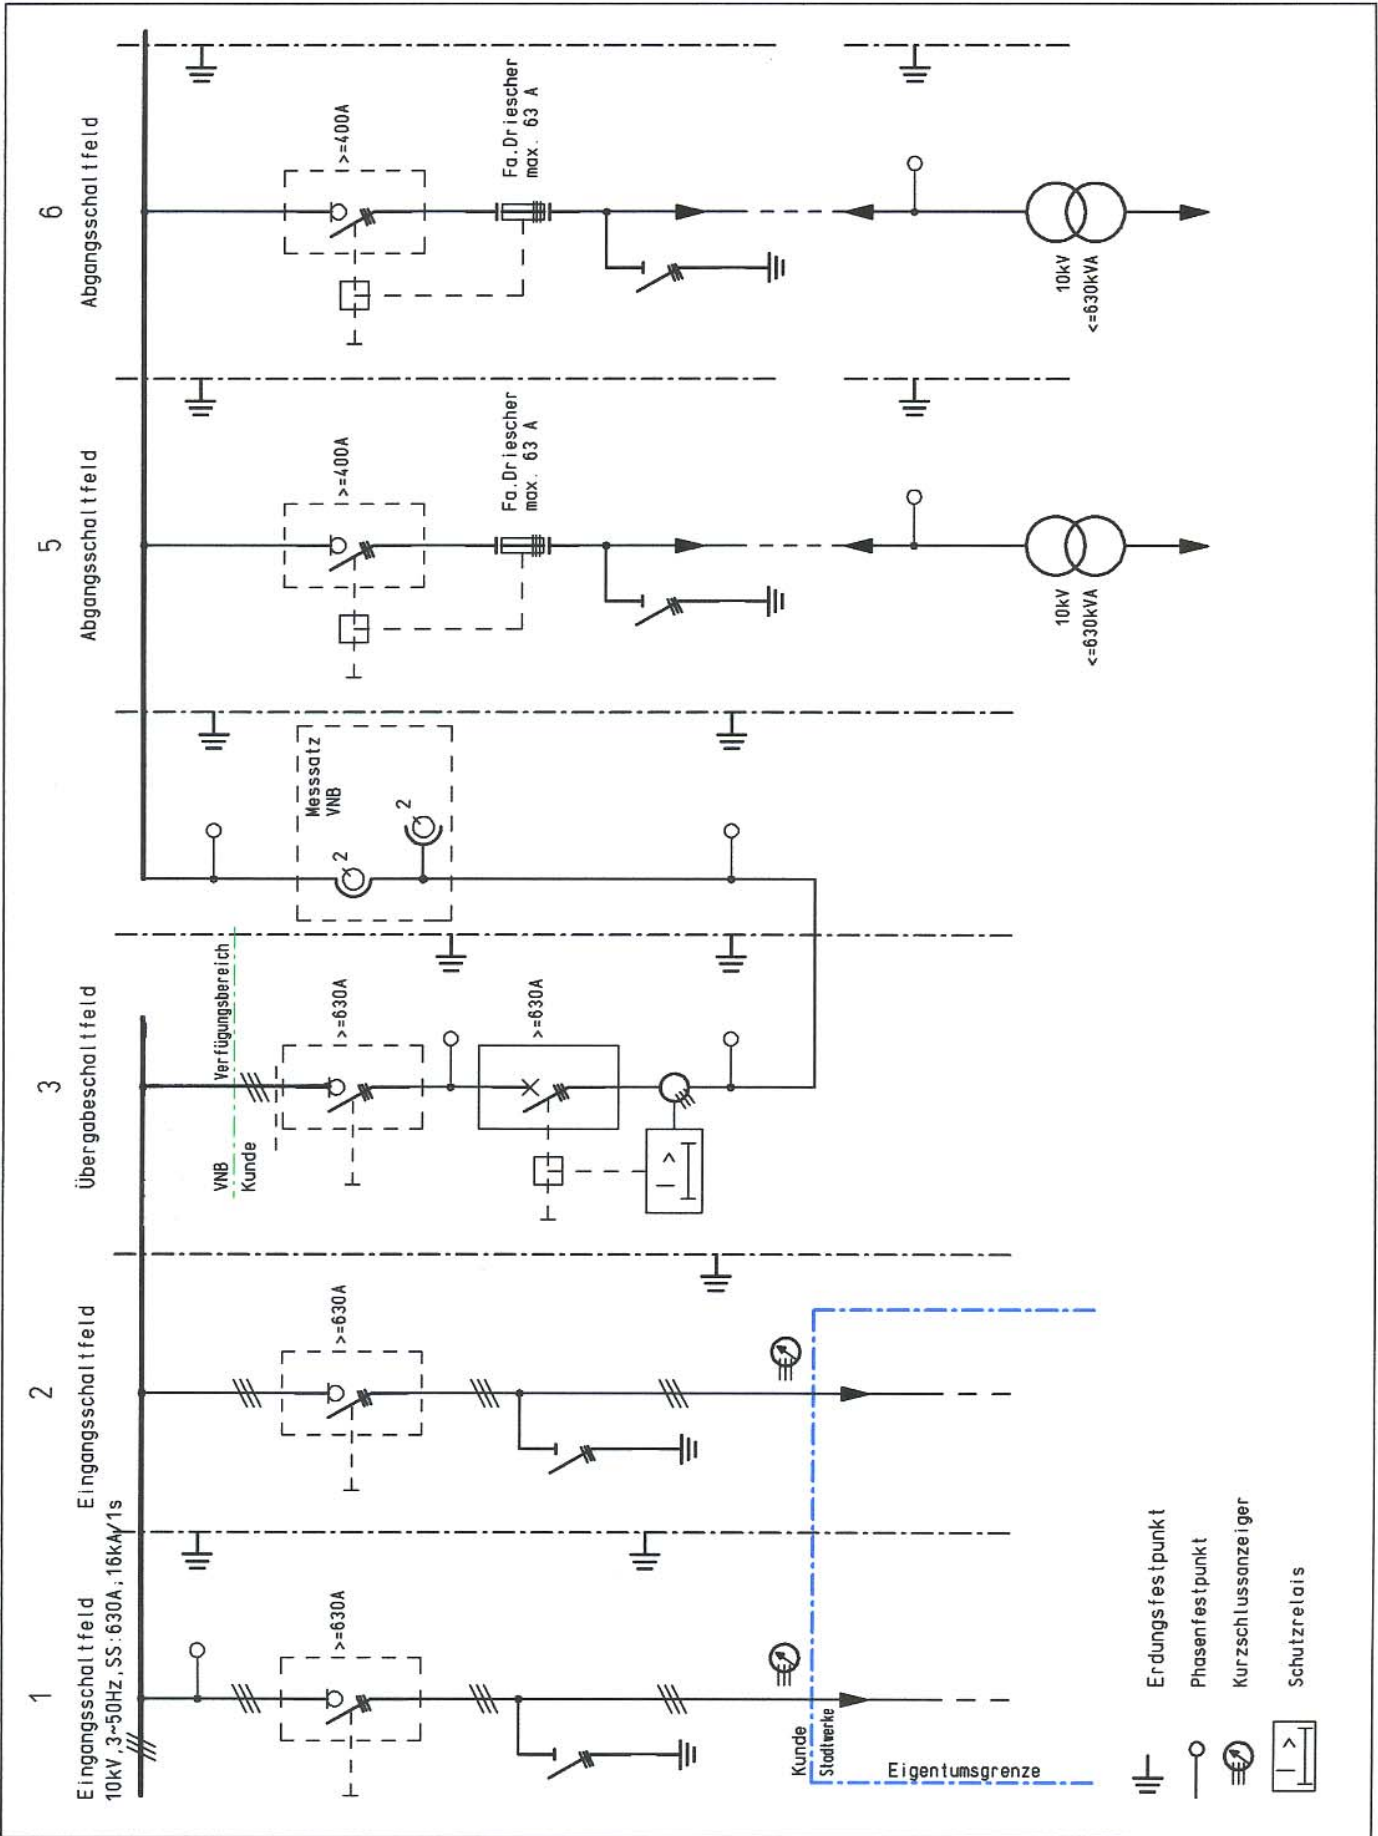 1
Eingangsschaltfeld
10kV,3~50Hz,SS:630A,16kA/1s
2
Eingangsschaltfeld
3
Übergabeschaltfeld
5
Abgangsschaltfeld
6
Abgangsschaltfeld
>=630A
>=630A
VNB
Kunde
Verfügungsbereich
>=630A
>=630A
I >
Messsatz
VNB
2
2
>=400A
Fa.Driescher
max. 63 A
10kV
<=630kVA
>=400A
Fa.Driescher
max. 63 A
10kV
<=630kVA
Kunde
Stadtwerke
Eigentumsgrenze
Erdungsfestpunkt
Phasenfestpunkt
Kurzschlussanzeiger
I >
Schutzrelais